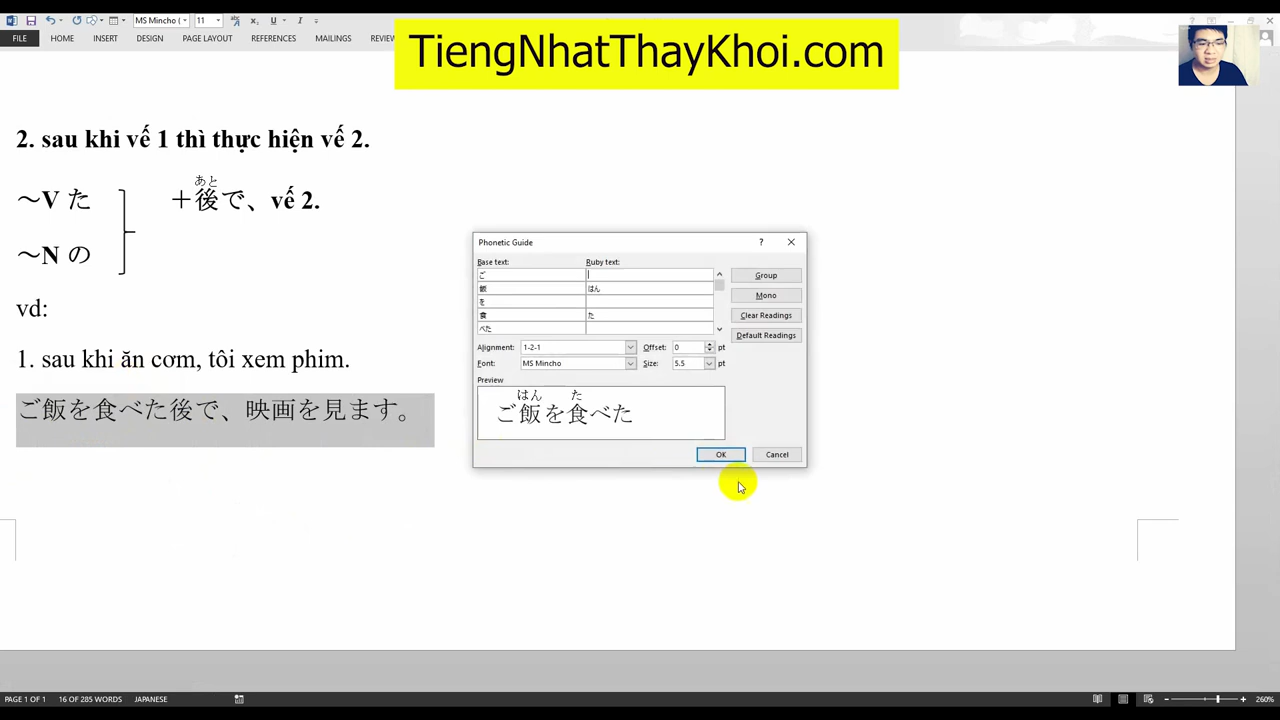 MS Mincho (
11
TiengNhatThayKhoi.com
FILE
HOME
INSERT
DESIGN
PAGE LAYOUT
REFERENCES
MAILINGS
REVIEW
2. sau khi vế 1 thì thực hiện vế 2.
あと
～V た
＋後で、vế 2.
～N の
vd:
1. sau khi ăn cơm, tôi xem phim.
ご飯を食べた後で、映画を見ます。
Phonetic Guide
Base text:
Ruby text:
ご
Group
飯
はん
Mono
を
食
た
Clear Readings
べた
Default Readings
Alignment:
1-2-1
Offset:
0
pt
Font:
MS Mincho
Size:
5.5
pt
Preview
はん
た
ご飯を食べた
OK
Cancel
PAGE 1 OF 1
16 OF 285 WORDS
JAPANESE
260%